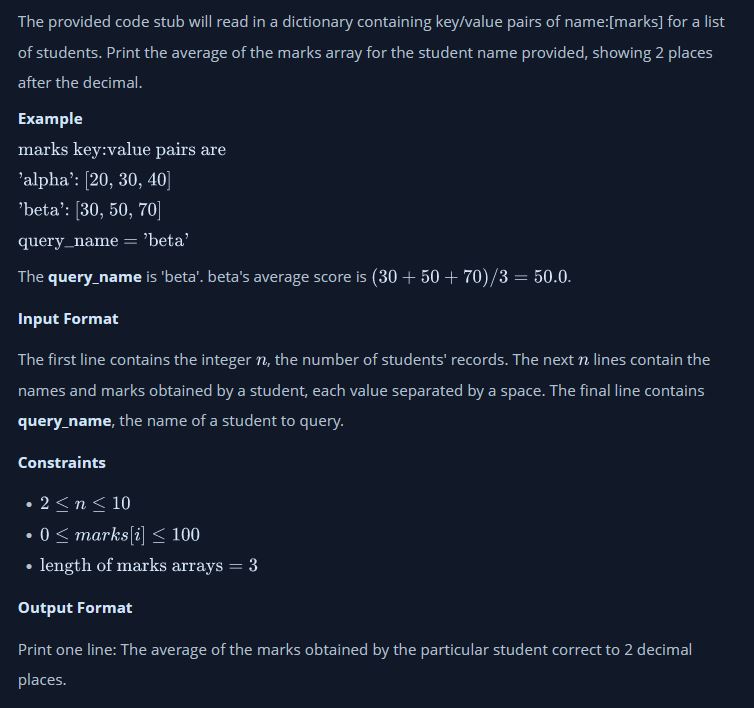 The provided code stub will read in a dictionary containing key/value pairs of name:[marks] for a list
of students. Print the average of the marks array for the student name provided, showing 2 places
after the decimal.
Example
marks key:value pairs are
’alpha’: [20, 30, 40]
’beta’: [30, 50, 70]
query_name = ’beta’
The query_name is 'beta'. beta's average score is (30 + 50 + 70)/3 = 50.0.
Input Format
The first line contains the integer n, the number of students' records. The next n lines contain the
names and marks obtained by a student, each value separated by a space. The final line contains
query_name, the name of a student to query.
Constraints
• 2 ≤ n ≤ 10
• 0 ≤ marks[i] ≤ 100
• length of marks arrays = 3
Output Format
Print one line: The average of the marks obtained by the particular student correct to 2 decimal
places.